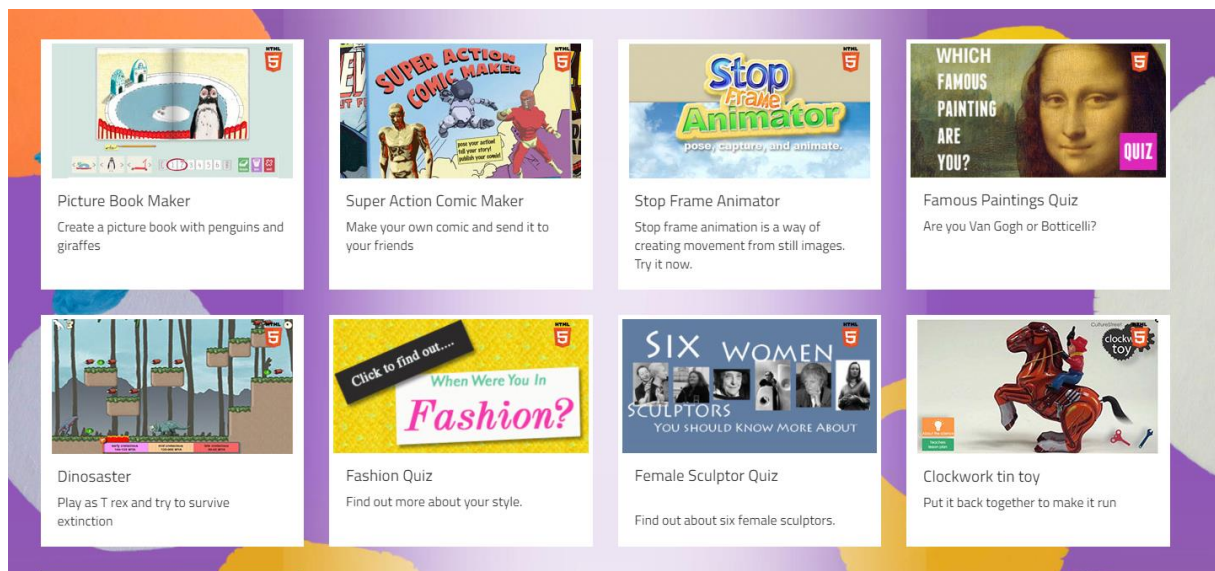 HTML
5
Picture Book Maker
Create a picture book with penguins and
giraffes
HTML
5
SUPER ACTION
COMIC MAKER
pose your action!
tell your story!
publish your comic!
Super Action Comic Maker
Make your own comic and send it to
your friends
HTML
5
Stop
Frame
Animator
pose, capture, and animate.
Stop Frame Animator
Stop frame animation is a way of
creating movement from still images.
Try it now.
HTML
5
WHICH
FAMOUS
PAINTING
ARE
YOU?
QUIZ
Famous Paintings Quiz
Are you Van Gogh or Botticelli?
HTML
5
Dinosaster
Play as T rex and try to survive
extinction
HTML
5
Click to find out....
When Were You In
Fashion?
Fashion Quiz
Find out more about your style.
HTML
5
SIX WOMEN
SCULPTORS
YOU SHOULD KNOW MORE ABOUT
Female Sculptor Quiz
Find out about six female sculptors.
HTML
5
toy
Clockwork tin toy
Put it back together to make it run